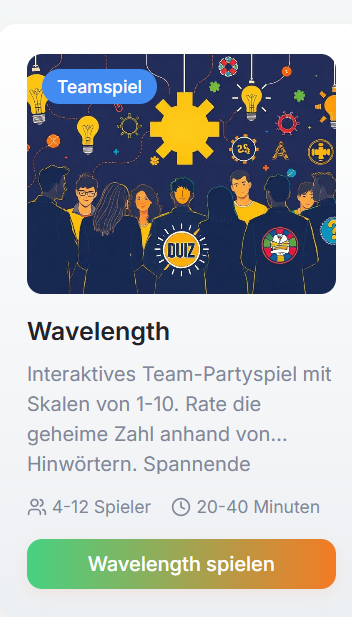 Teamspiel
QUIZ
Wavelength
Interaktives Team-Partyspiel mit
Skalen von 1-10. Rate die
geheime Zahl anhand von...
Hinwörtern. Spannende
4-12 Spieler
20-40 Minuten
Wavelength spielen